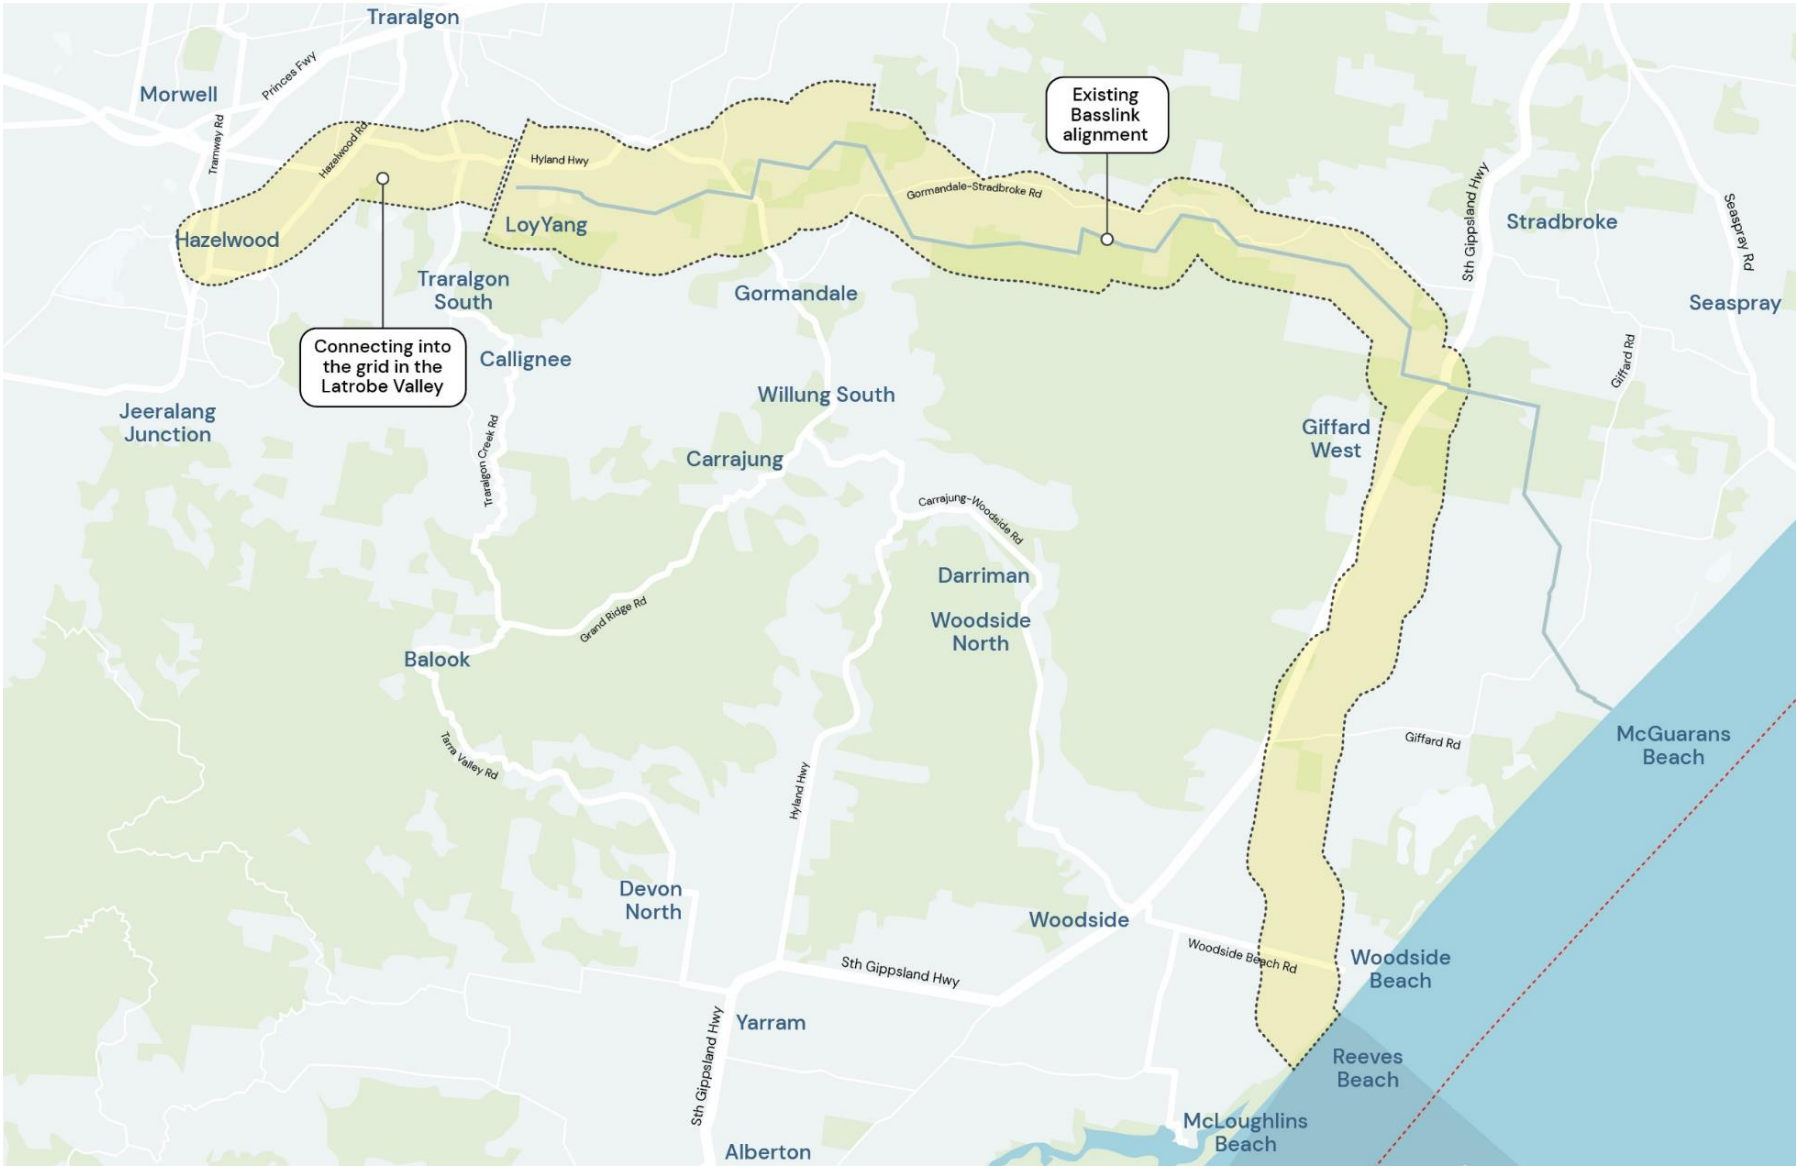 Traralgon
Morwell
Princes Fwy
Tramway Rd
Hazelwood Rd
Existing
Basslink
alignment
Hyland Hwy
Gormandale-Stradbroke Rd
Sth Gippsland Hwy
Stradbroke
Seaspray Rd
Seaspray
Hazelwood
LoyYang
Traralgon
South
Gormandale
Connecting into
the grid in the
Latrobe Valley
Callignee
Giffard Rd
Jeeralang
Junction
Willung South
Giffard
West
Carrajung
Traralgon Creek Rd
Carrajung-Woodside Rd
Darriman
Grand Ridge Rd
Woodside
North
Balook
Tarra Valley Rd
Hyland Hwy
Giffard Rd
McGuarans
Beach
Devon
North
Woodside
Woodside Beach Rd
Woodside
Beach
Sth Gippsland Hwy
Yarram
Sth Gippsland Hwy
Reeves
Beach
McLoughlins
Beach
Alberton